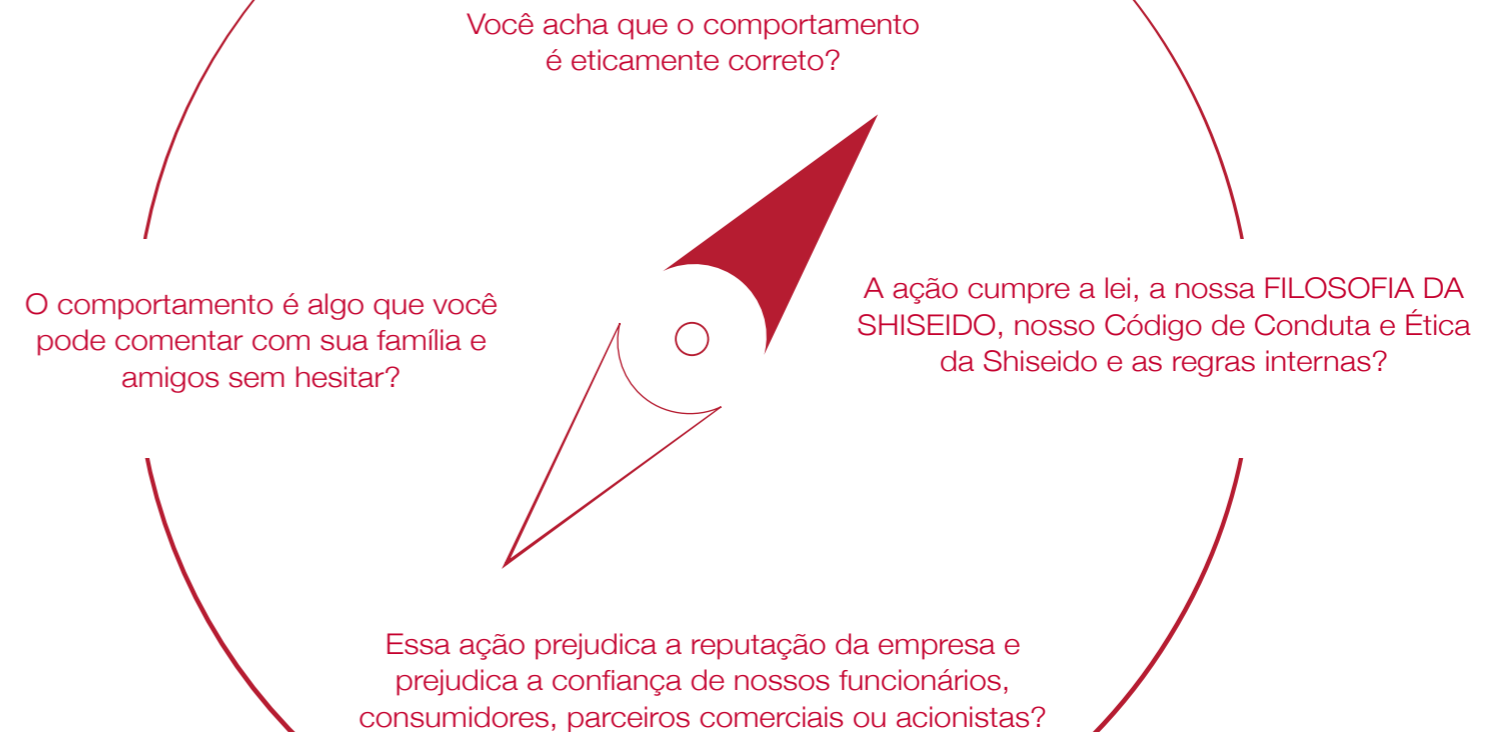 Você acha que o comportamento
é eticamente correto?
O comportamento é algo que você
pode comentar com sua família e
amigos sem hesitar?
A ação cumpre a lei, a nossa FILOSOFIA DA
SHISEIDO, nosso Código de Conduta e Ética
da Shiseido e as regras internas?
Essa ação prejudica a reputação da empresa e
prejudica a confiança de nossos funcionários,
consumidores, parceiros comerciais ou acionistas?